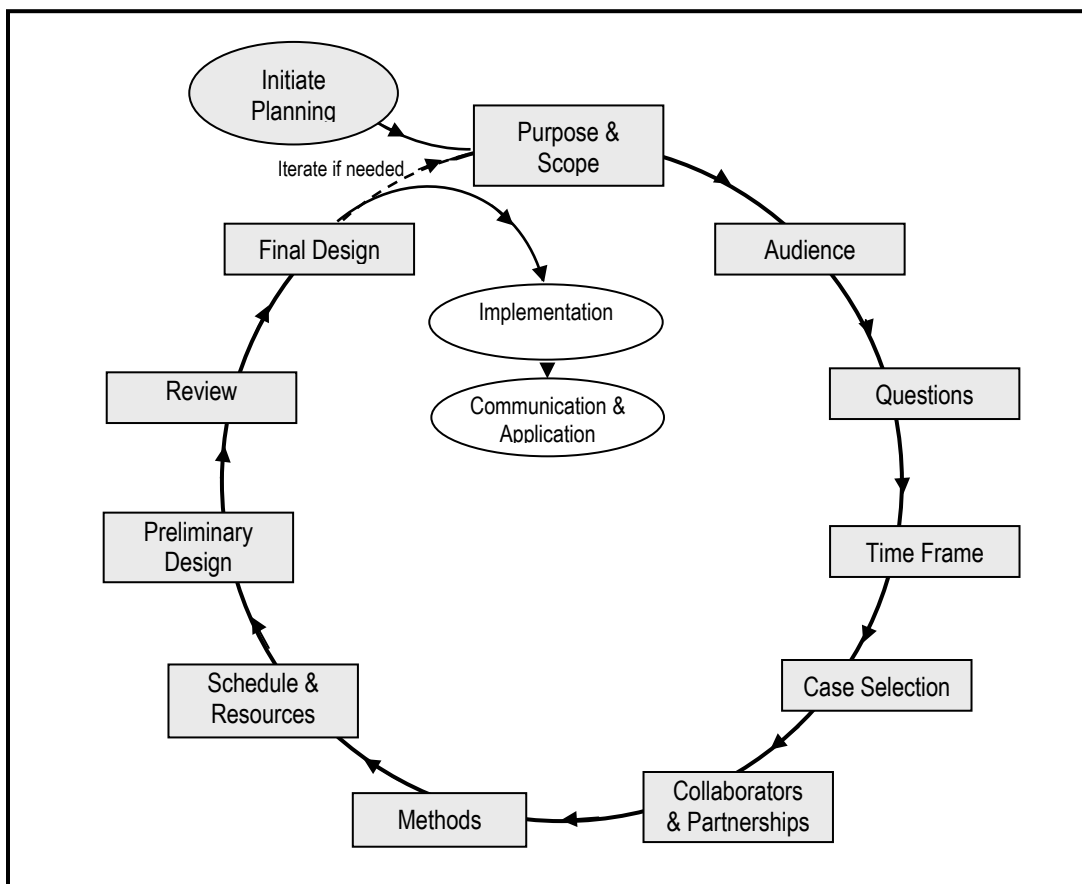 Initiate
Planning
Purpose &
Scope
Iterate if needed
Final Design
Audience
Implementation
Review
Questions
Communication &
Application
Preliminary
Design
Time Frame
Schedule &
Resources
Case Selection
Methods
Collaborators
& Partnerships